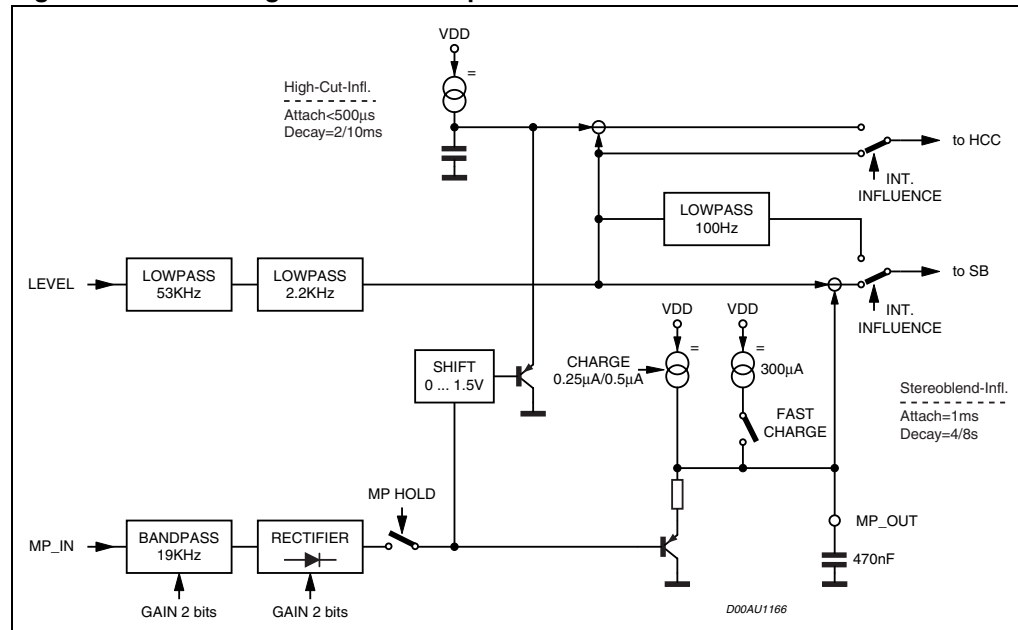 VDD
=
High-Cut-Infl.
Attach<500µs
Decay=2/10ms
to HCC
INT.
INFLUENCE
LOWPASS
100Hz
LEVEL
LOWPASS
53KHz
LOWPASS
2.2KHz
to SB
INT.
INFLUENCE
VDD
VDD
=
=
SHIFT
0 ... 1.5V
CHARGE
0.25µA/0.5µA
300µA
FAST
CHARGE
Stereoblend-Infl.
Attach=1ms
Decay=4/8s
MP HOLD
MP_IN
BANDPASS
19KHz
RECTIFIER
MP_OUT
470nF
GAIN 2 bits
GAIN 2 bits
D00AU1166